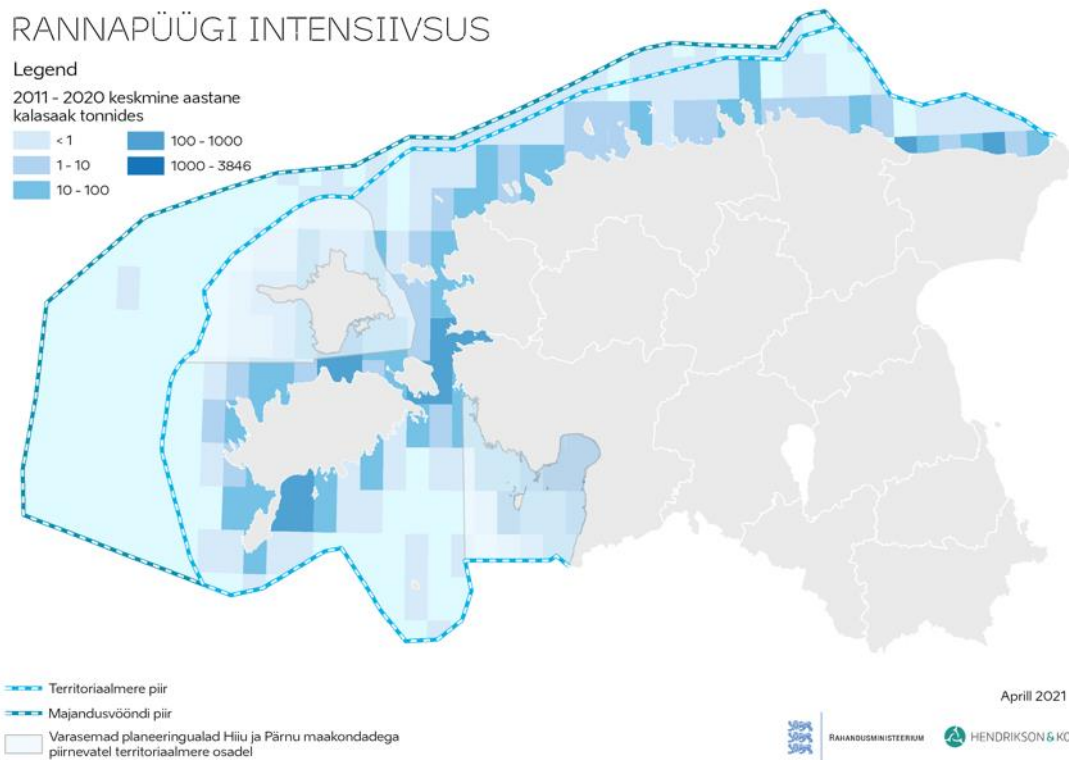 RANNAPÜÜGI INTENSIIVSUS
Legend
2011 - 2020 keskmine aastane
kalasaak tonnides
< 1
1 - 10
10 - 100
100 - 1000
1000 - 3846
Territoriaalmere piir
Majandusvööndi piir
Varasemad planeeringualad Hiiu ja Pärnu maakondadega
piirnevatel territoriaalmere osadel
Aprill 2021
RAHANDUSMINISTEERIUM
HENDRIKSON & KO